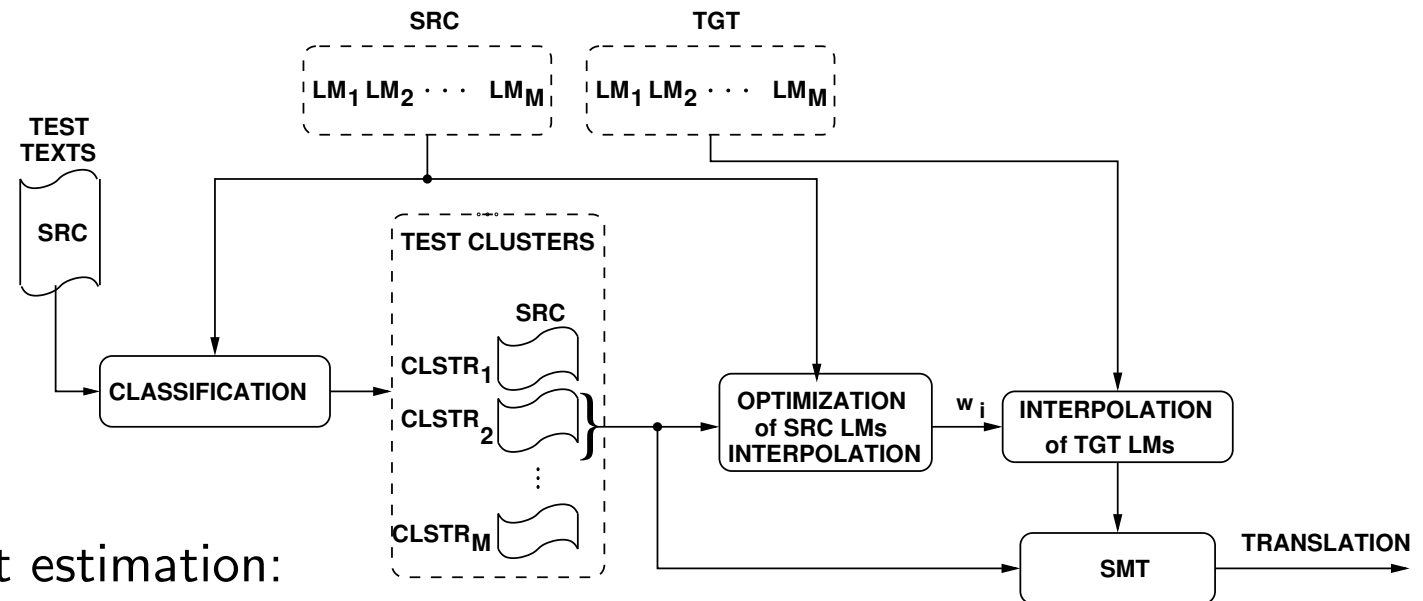 SRC
TGT
LM1 LM2 · · · LMM
LM1 LM2 · · · LMM
TEST
TEXTS
SRC
TEST CLUSTERS
SRC
CLSTR1
CLSTR2
CLSTRM
CLASSIFICATION
OPTIMIZATION
of SRC LMs
INTERPOLATION
w i
INTERPOLATION
of TGT LMs
SMT
TRANSLATION
t estimation: